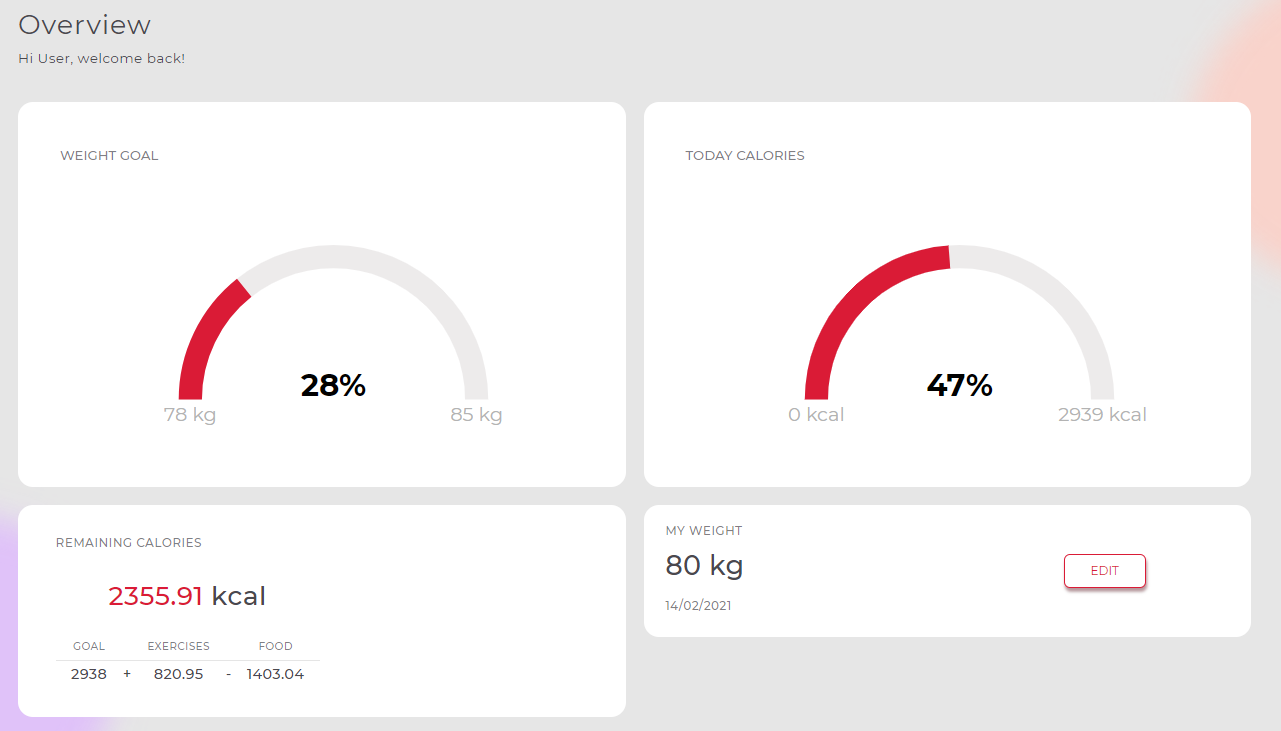 Overview
Hi User, welcome back!
WEIGHT GOAL
28%
78 kg 85 kg
TODAY CALORIES
47%
0 kcal 2939 kcal
REMAINING CALORIES
2355.91 kcal
GOAL EXERCISES FOOD
2938 + 820.95 - 1403.04
MY WEIGHT
80 kg
14/02/2021
EDIT